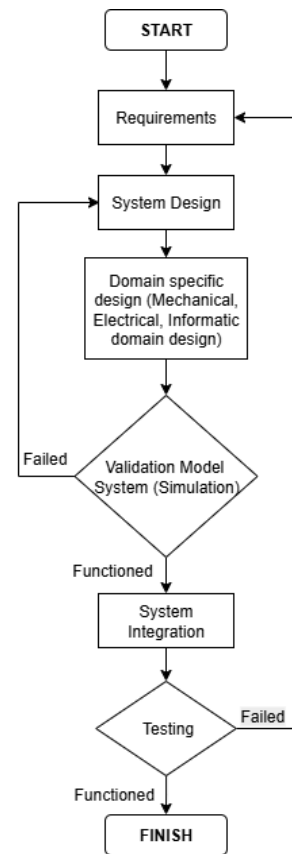 START
Requirements
System Design
Domain specific
design (Mechanical,
Electrical, Informatic
domain design)
Failed
Validation Model
System (Simulation)
Functioned
System
Integration
Testing
Failed
Functioned
FINISH